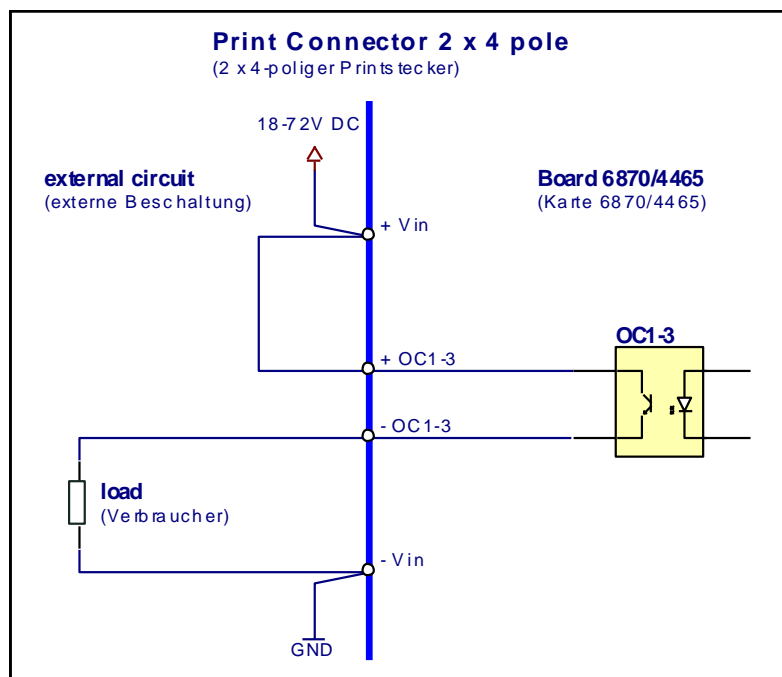 Print Connector 2 x 4 pole
(2 x 4-poliger Printstecker)
18-72V DC
external circuit
(externe Beschaltung)
Board 6870/4465
(Karte 6870/4465)
+ Vin
OC1-3
+ OC1-3
- OC1-3
load
(Verbraucher)
- Vin
GND